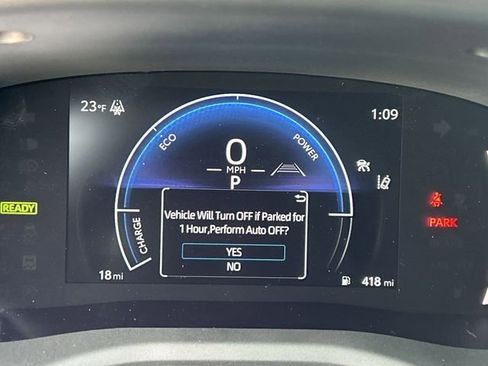 23°F
1:09
ECO
POWER
0
MPH
P
READY
PARK
CHARGE
Vehicle Will Turn OFF if Parked for
1 Hour,Perform Auto OFF?
YES
NO
18 mi
418 mi